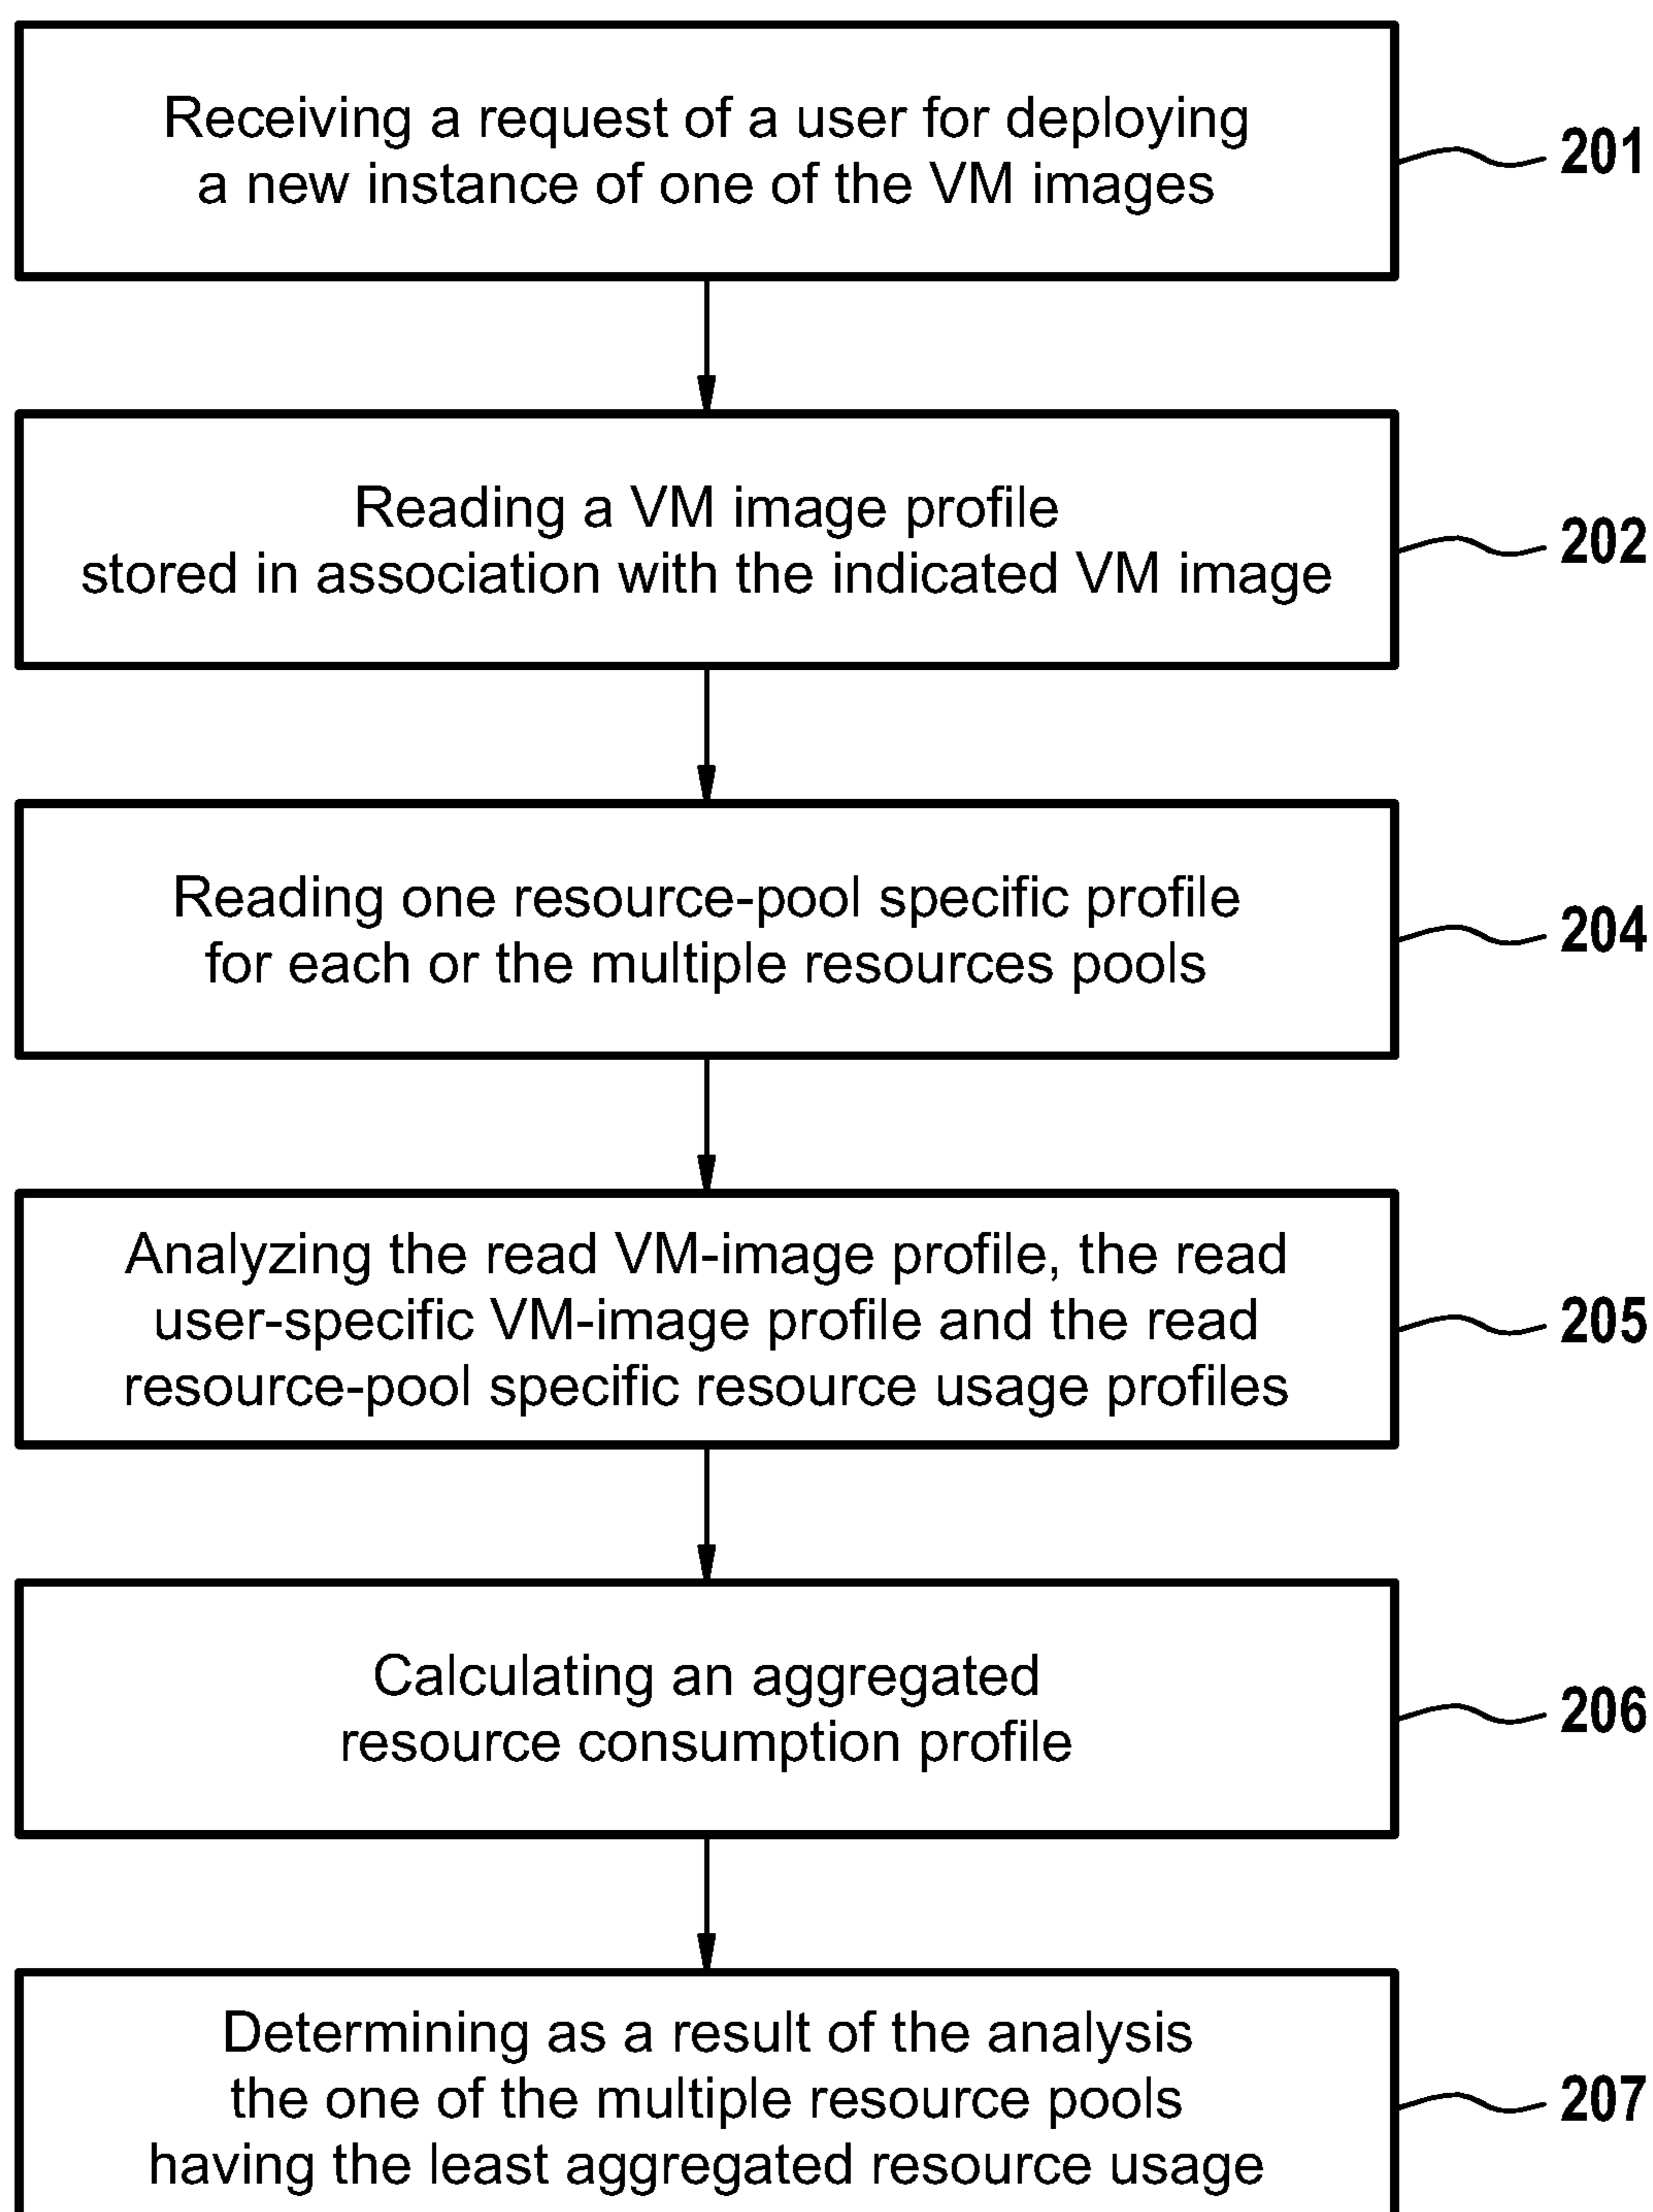 Receiving a request of a user for deploying
a new instance of one of the VM images
201
Reading a VM image profile
stored in association with the indicated VM image
202
Reading one resource-pool specific profile
for each or the multiple resources pools
204
Analyzing the read VM-image profile, the read
user-specific VM-image profile and the read
resource-pool specific resource usage profiles
205
Calculating an aggregated
resource consumption profile
206
Determining as a result of the analysis
the one of the multiple resource pools
having the least aggregated resource usage
207